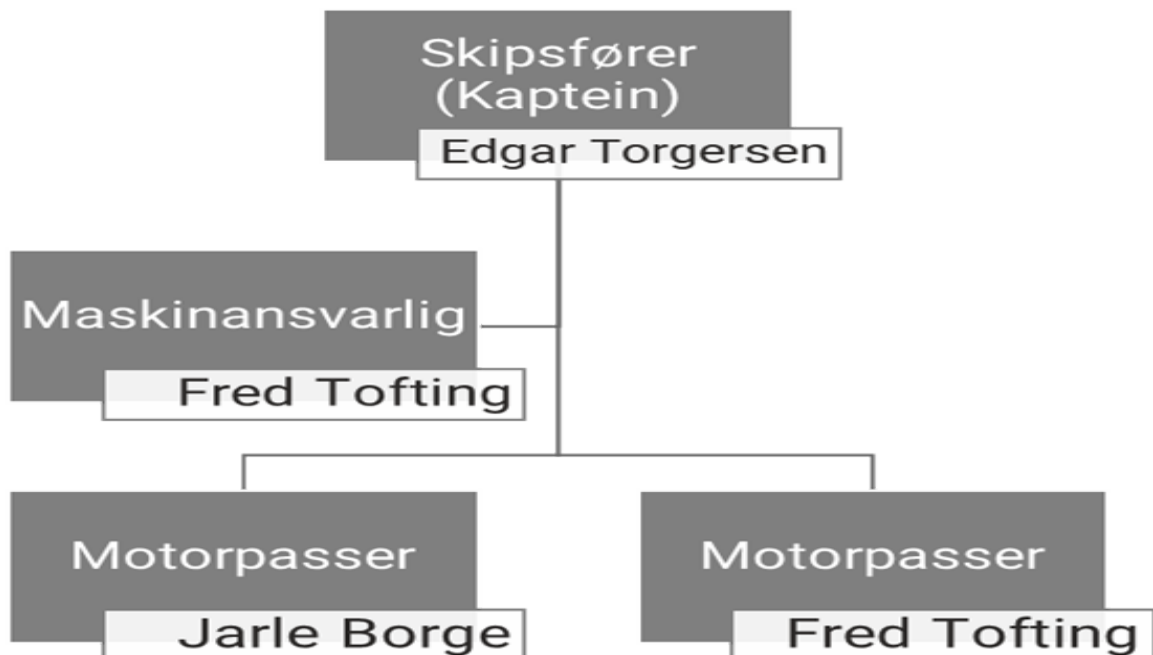 Skipsfører
(Kaptein)
Edgar Torgersen
Maskinansvarlig
Fred Tofting
Motorpasser
Jarle Borge
Motorpasser
Fred Tofting